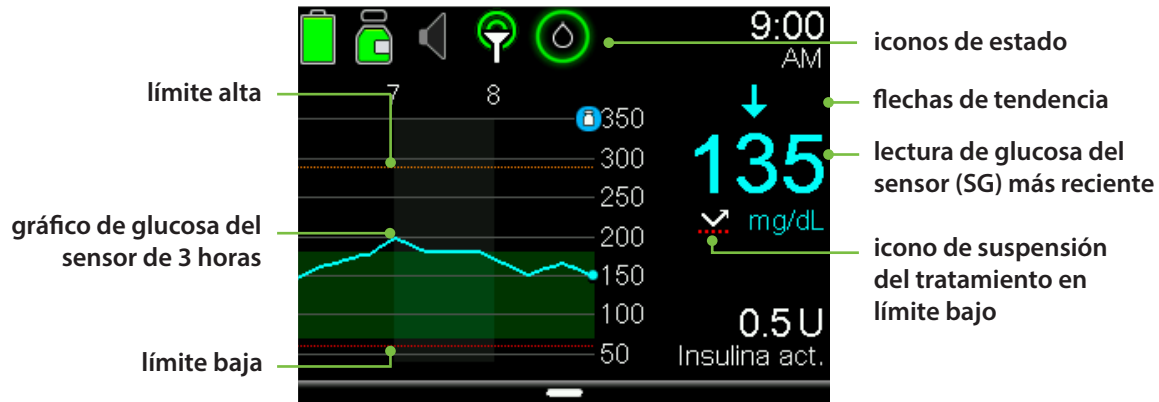 9:00
AM
iconos de estado
límite alta
7 8
flechas de tendencia
350
300
250
200
150
100
50
135
mg/dL
lectura de glucosa del
sensor (SG) más reciente
gráfico de glucosa del
sensor de 3 horas
icono de suspensión
del tratamiento en
límite bajo
0.5 U
Insulina act.
límite baja